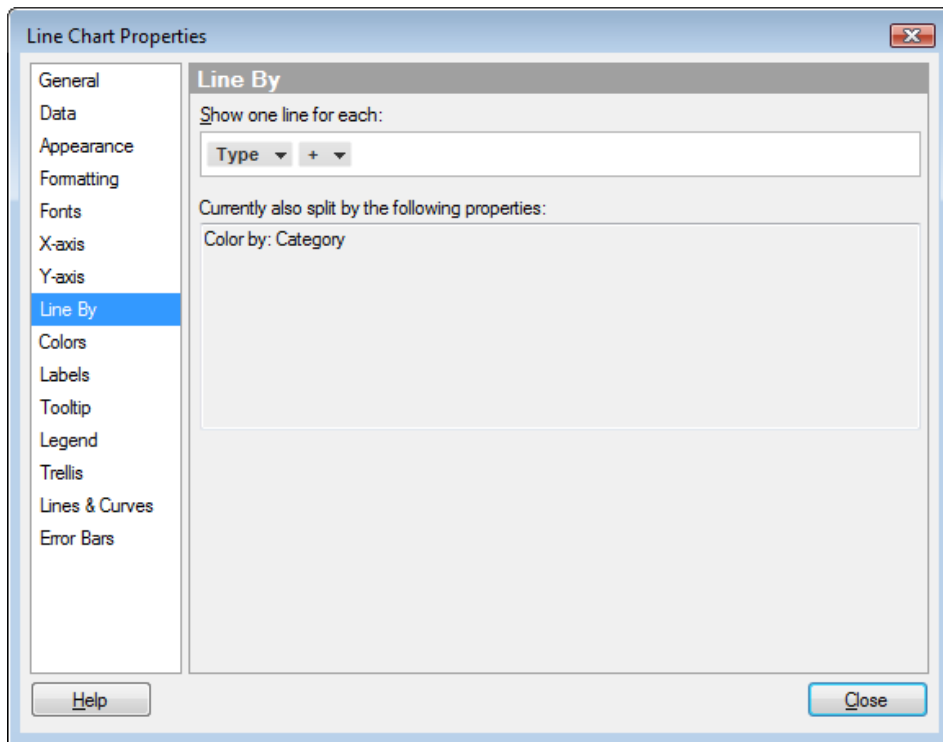 Line Chart Properties
General
Data
Appearance
Formatting
Fonts
X-axis
Y-axis
Line By
Colors
Labels
Tooltip
Legend
Trellis
Lines & Curves
Error Bars
Line By
Show one line for each:
Type +
Currently also split by the following properties:
Color by: Category
Help
Close